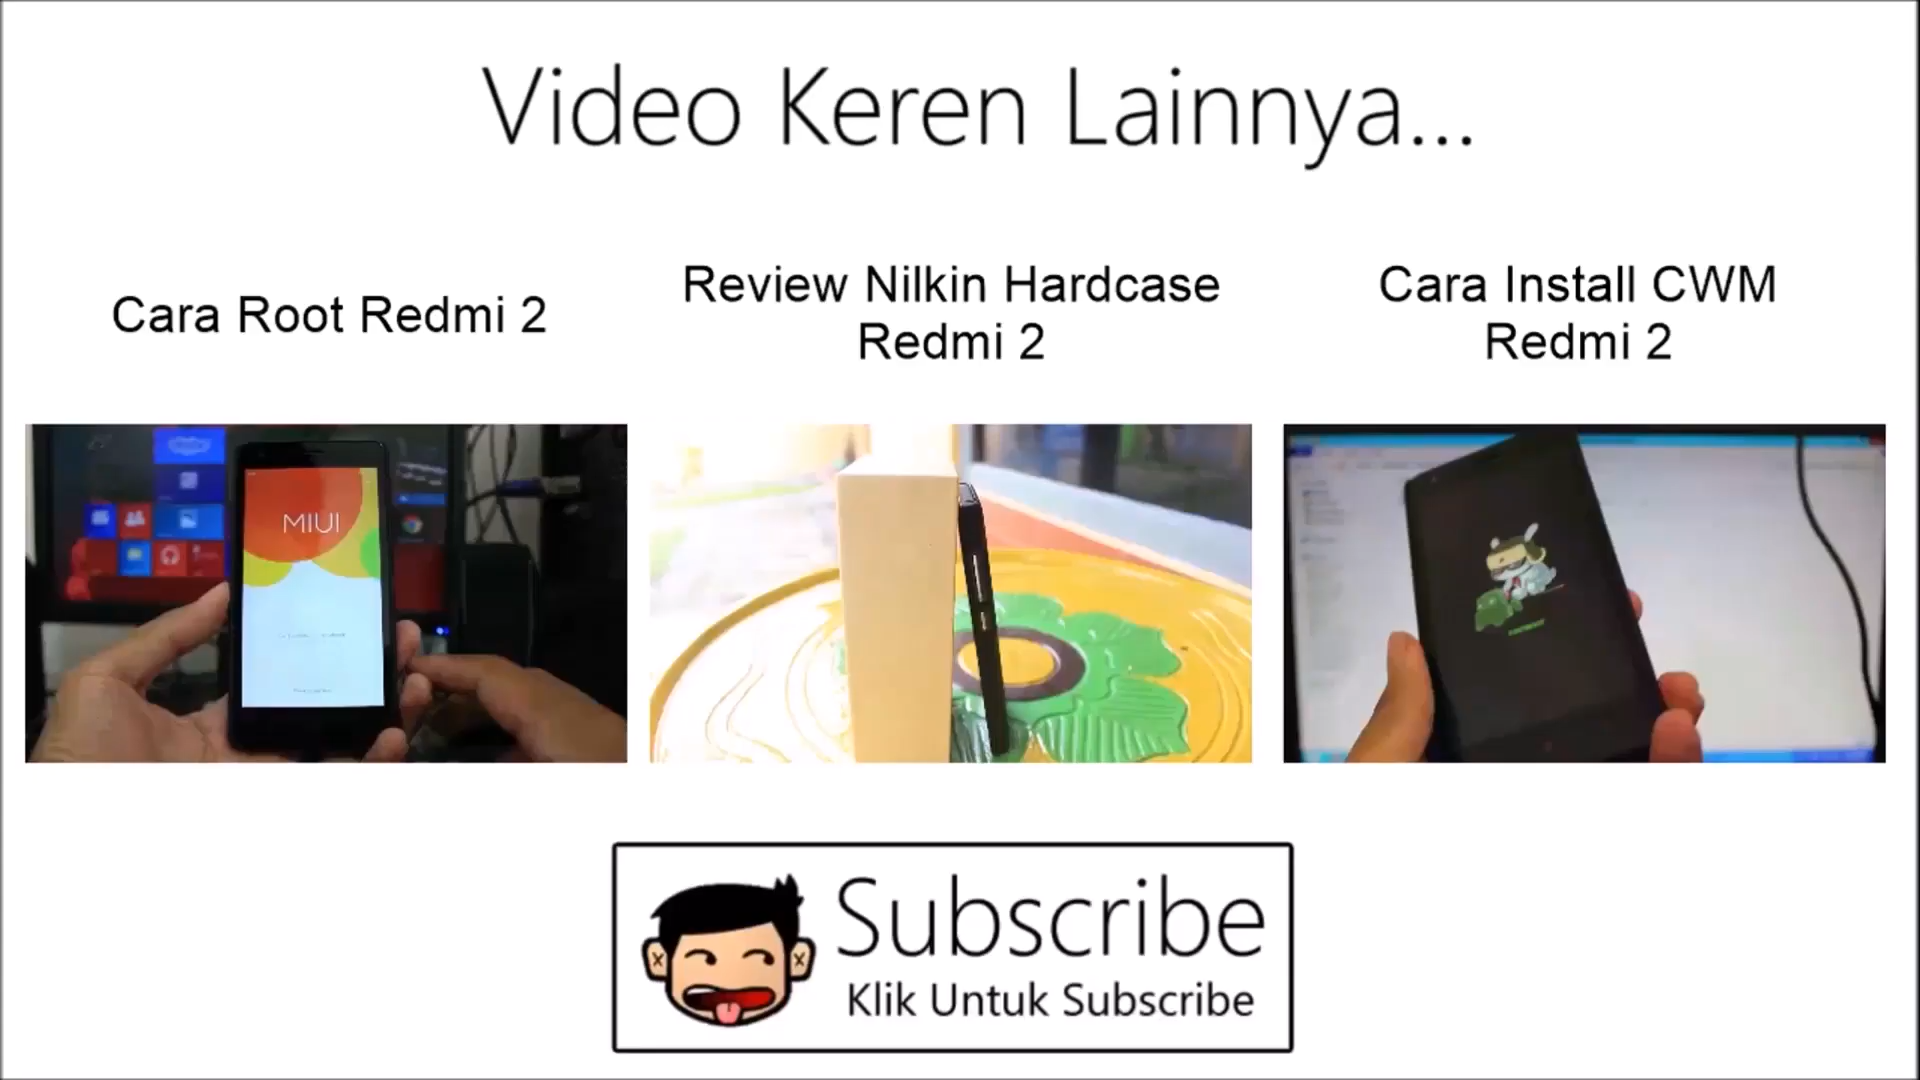 Video Keren Lainnya...
Cara Root Redmi 2
Review Nilkin Hardcase
Redmi 2
Cara Install CWM
Redmi 2
MIUI
Subscribe
Klik Untuk Subscribe